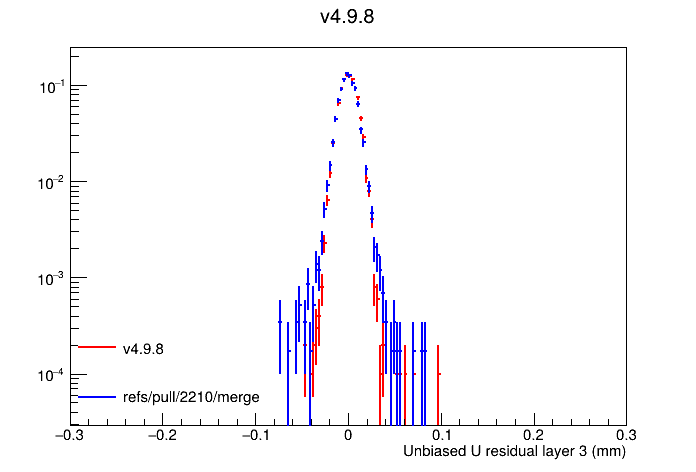 v4.9.8
10⁻¹
10⁻²
10⁻³
10⁻⁴
v4.9.8
refs/pull/2210/merge
−0.3 −0.2 −0.1 0 0.1 0.2 0.3
Unbiased U residual layer 3 (mm)